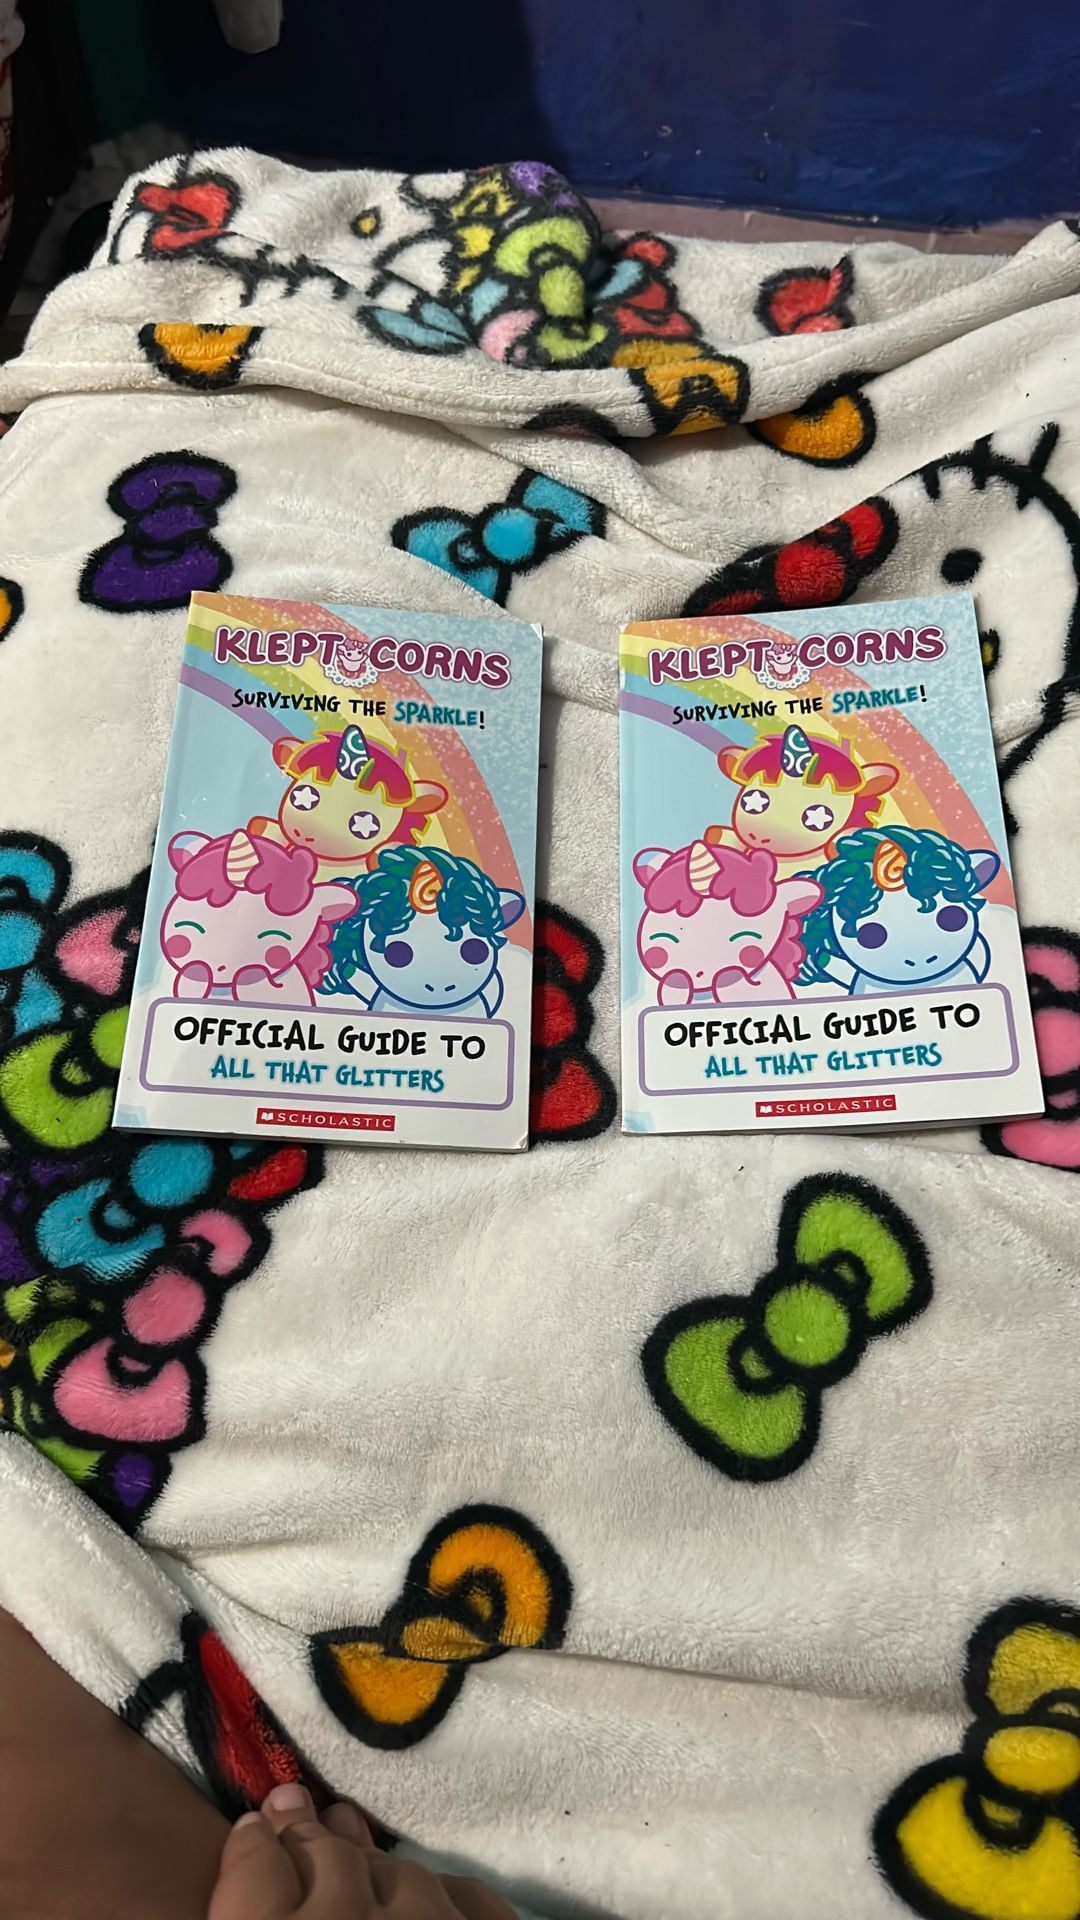 KLEPTOCORNS
SURVIVING THE SPARKLE!
OFFICIAL GUIDE TO
ALL THAT GLITTERS
SCHOLASTIC
KLEPTOCORNS
SURVIVING THE SPARKLE!
OFFICIAL GUIDE TO
ALL THAT GLITTERS
SCHOLASTIC